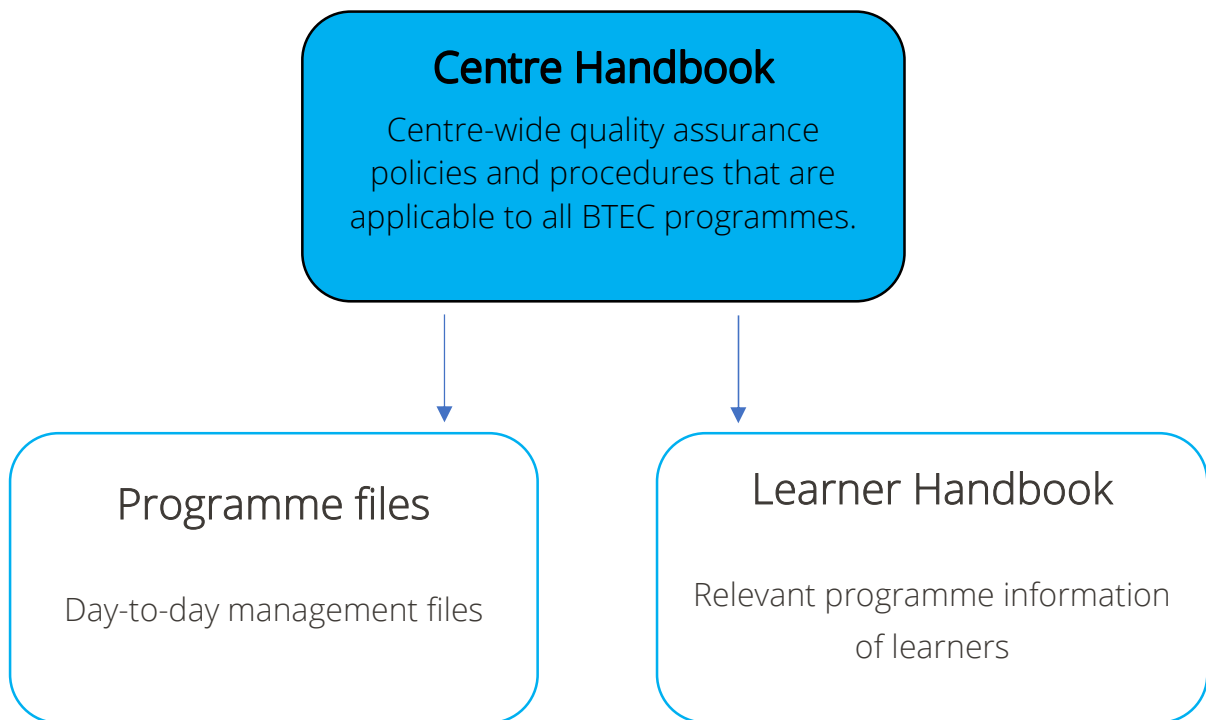 Centre Handbook
Centre-wide quality assurance
policies and procedures that are
applicable to all BTEC programmes.
Programme files
Day-to-day management files
Learner Handbook
Relevant programme information
of learners